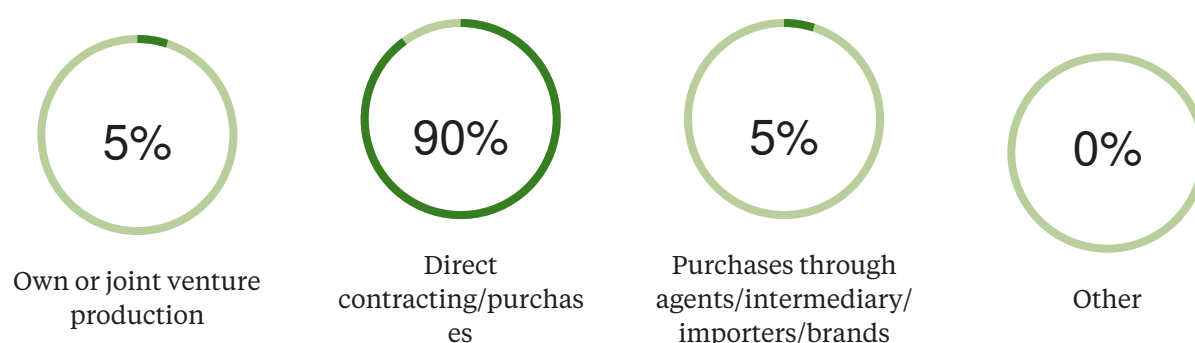 5%
Own or joint venture
production
90%
Direct
contracting/purchas
es
5%
Purchases through
agents/intermediary/
importers/brands
0%
Other